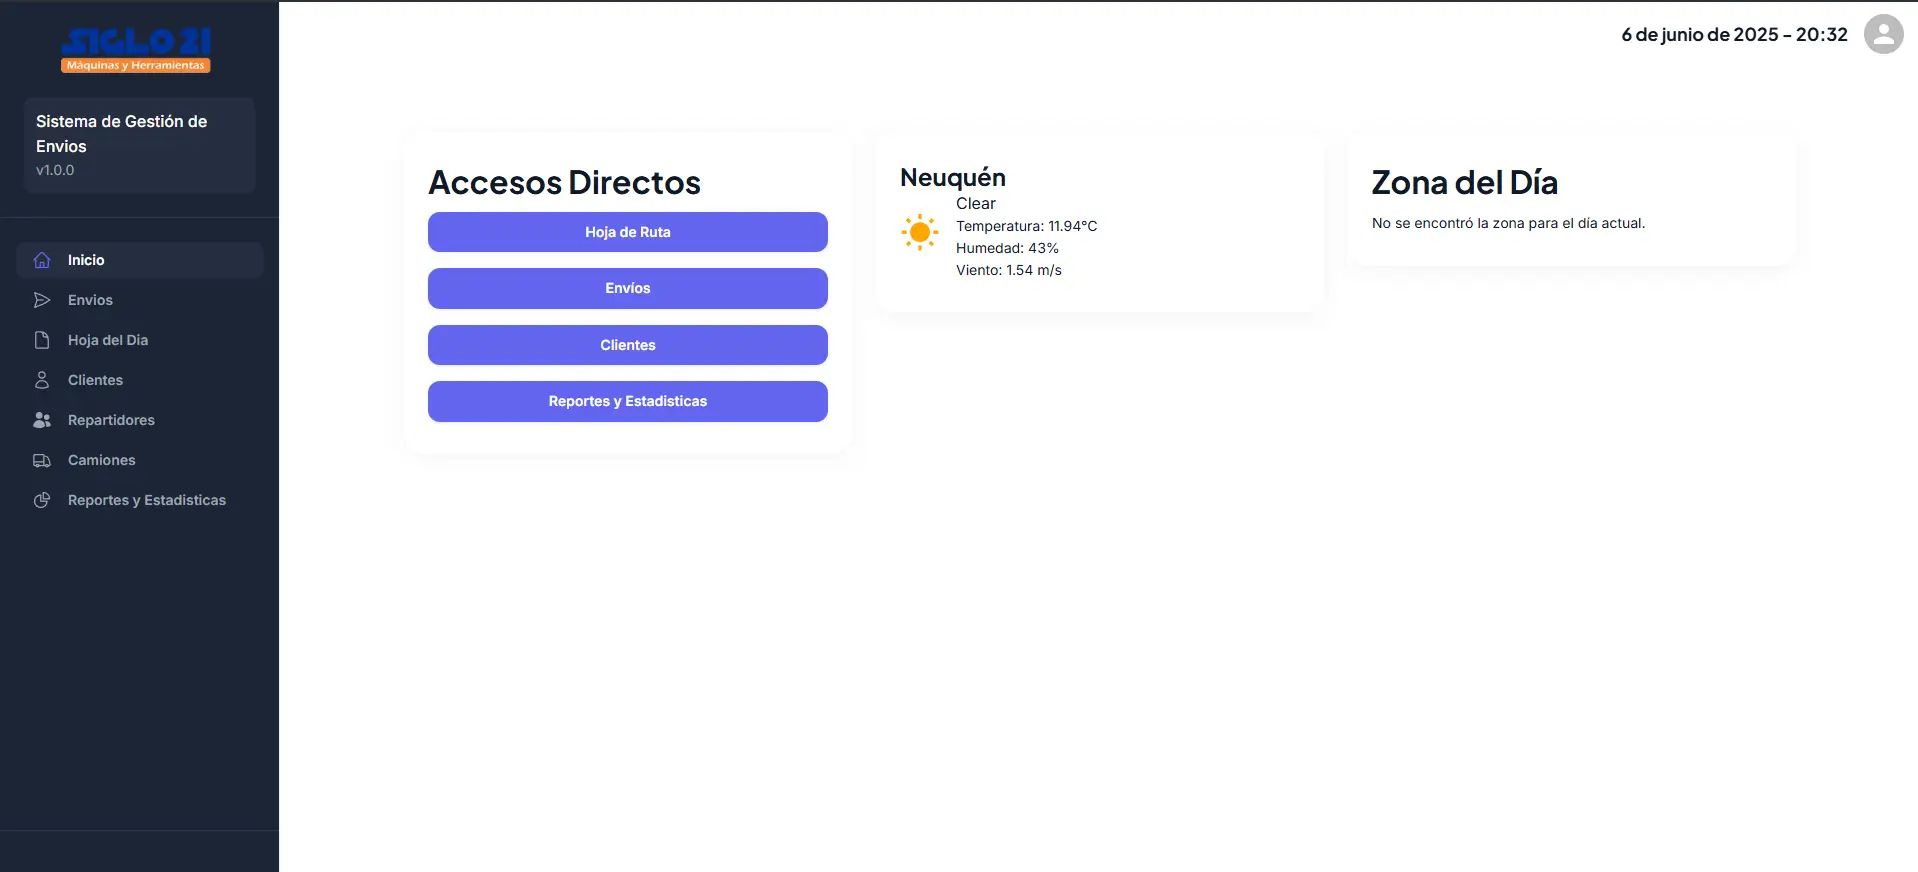 SIGLO 21
Máquinas y Herramientas
Sistema de Gestión de
Envios
v1.0.0
Inicio
Envios
Hoja del Dia
Clientes
Repartidores
Camiones
Reportes y Estadisticas
6 de junio de 2025 - 20:32
Accesos Directos
Hoja de Ruta
Envíos
Clientes
Reportes y Estadisticas
Neuquén
Clear
Temperatura: 11.94°C
Humedad: 43%
Viento: 1.54 m/s
Zona del Día
No se encontró la zona para el día actual.